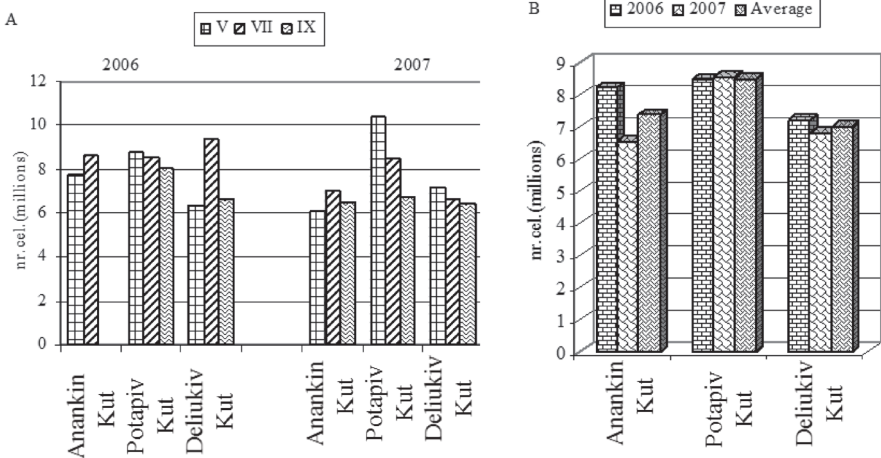 A
V VII IX
2006 2007
nr. cel. (millions)
12
10
8
6
4
2
0
Anankin
Kut
Potapiv
Kut
Deliukiv
Kut
Anankin
Kut
Potapiv
Kut
Deliukiv
Kut
B
2006 2007 Average
nr. cel. (millions)
9
8
7
6
5
4
3
2
1
0
Anankin
Kut
Potapiv
Kut
Deliukiv
Kut